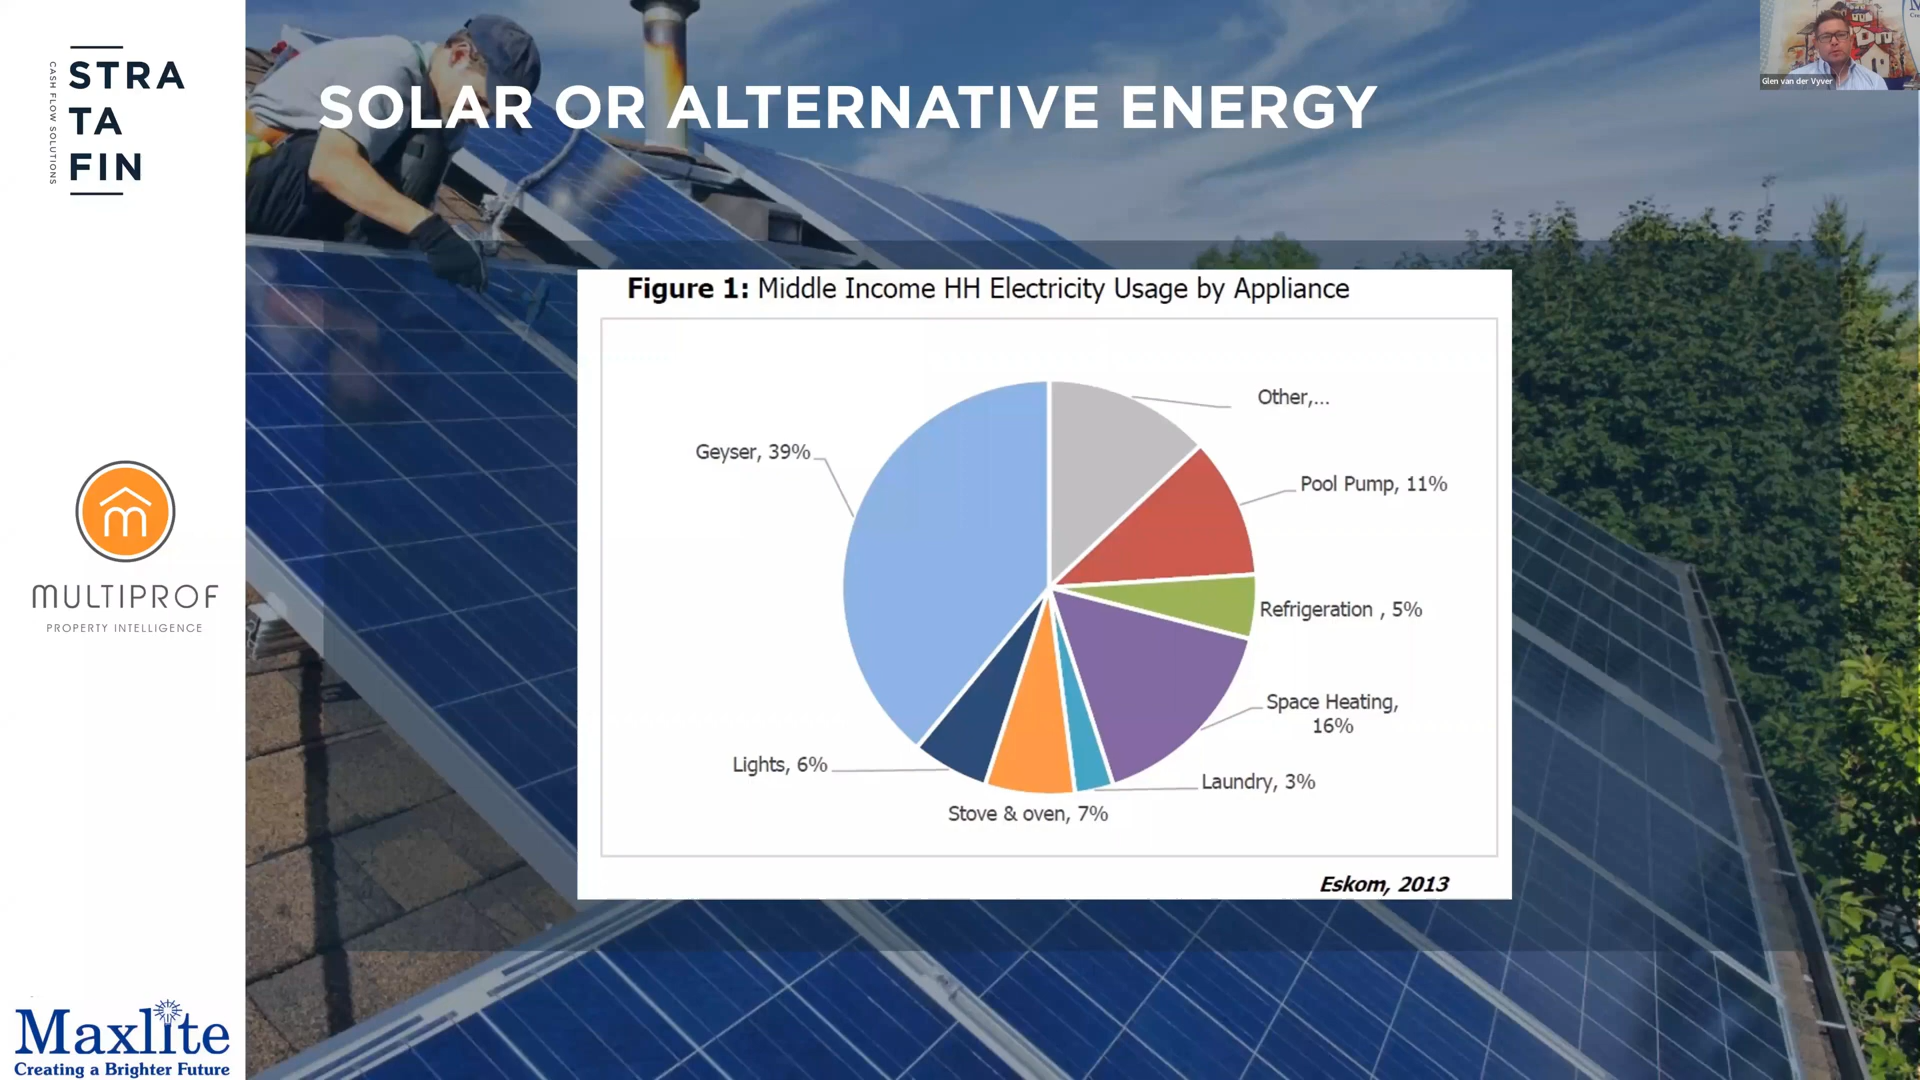 STRA
TA
FIN
CASH FLOW SOLUTIONS
SOLAR OR ALTERNATIVE ENERGY
Glen van der Vyver
Figure 1: Middle Income HH Electricity Usage by Appliance
Other,...
Geyser, 39%
Pool Pump, 11%
Refrigeration , 5%
Space Heating,
16%
Lights, 6%
Laundry, 3%
Stove & oven, 7%
Eskom, 2013
MULTIPROF
PROPERTY INTELLIGENCE
Maxlite
Creating a Brighter Future